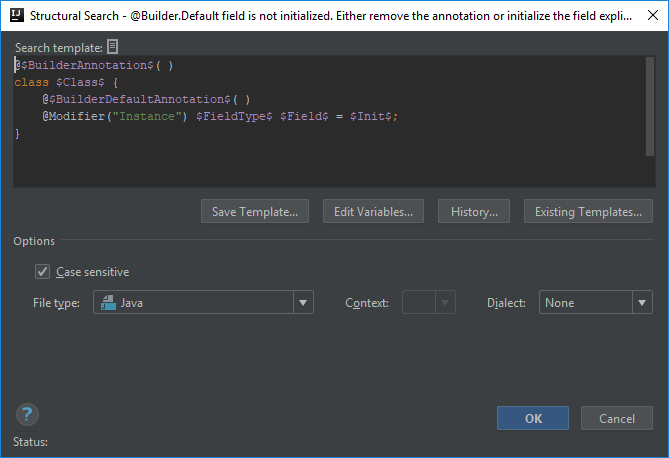 IJ Structural Search - @Builder.Default field is not initialized. Either remove the annotation or initialize the field expli...
Search template:
@$BuilderAnnotation$( )
class $Class$ {
    @$BuilderDefaultAnnotation$( )
    @Modifier("Instance") $FieldType$ $Field$ = $Init$;
}
Save Template... Edit Variables... History... Existing Templates...
Options
Case sensitive
File type: Java Context: Dialect: None
?
OK Cancel
Status: